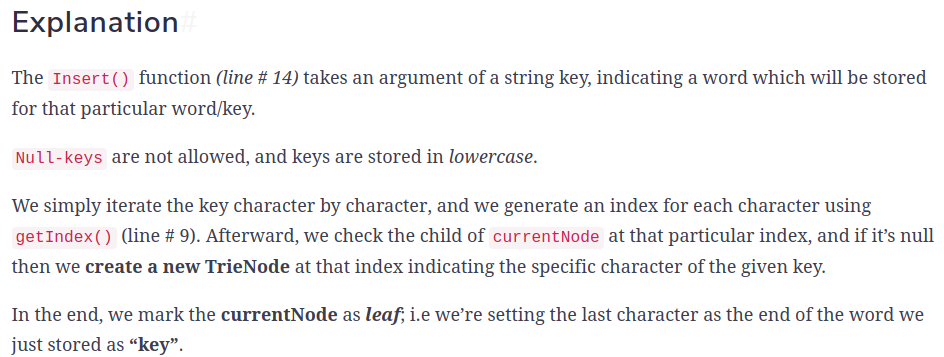 Explanation#
The Insert() function (line # 14) takes an argument of a string key, indicating a word which will be stored
for that particular word/key.
Null-keys are not allowed, and keys are stored in lowercase.
We simply iterate the key character by character, and we generate an index for each character using
getIndex() (line # 9). Afterward, we check the child of currentNode at that particular index, and if it’s null
then we create a new TrieNode at that index indicating the specific character of the given key.
In the end, we mark the currentNode as leaf; i.e we’re setting the last character as the end of the word we
just stored as “key”.